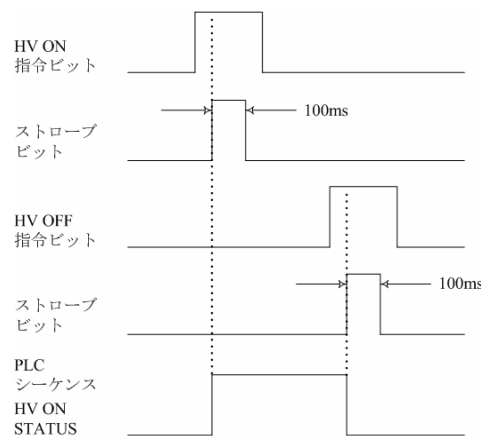 HV ON
指令ビット
100ms
ストローブ
ビット
HV OFF
指令ビット
100ms
ストローブ
ビット
PLC
シーケンス
HV ON
STATUS